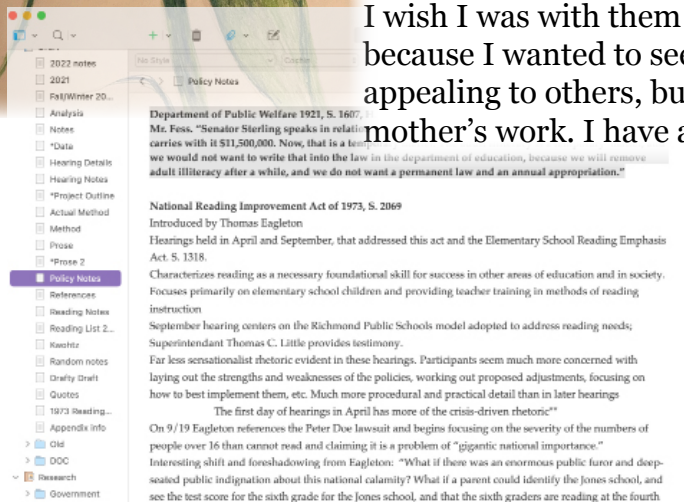 I wish I was with them
because I wanted to see
appealing to others, bu
mother's work. I have a
No Style
Policy Notes
2022 notes
2021
Fall/Winter 20...
Analysis
Notes
*Data
Hearing Details
Hearing Notes
*Project Outline
Actual Method
Method
Prose
*Prose 2
Policy Notes
References
Reading Notes
Reading List 2...
Kwohtz
Random notes
Drafty Draft
Quotes
1973 Reading...
Appendix Info
Old
DOC
Research
Government
Department of Public Welfare 1921, S. 1607,
Mr. Fess. "Senator Sterling speaks in relatio
carries with it $11,500,000. Now, that is a
we would not want to write that into the law in the department of education, because we will remove
adult illiteracy after a while, and we do not want a permanent law and an annual appropriation."
National Reading Improvement Act of 1973, S. 2069
Introduced by Thomas Eagleton
Hearings held in April and September, that addressed this act and the Elementary School Reading Emphasis
Act. S. 1318.
Characterizes reading as a necessary foundational skill for success in other areas of education and in society.
Focuses primarily on elementary school children and providing teacher training in methods of reading
instruction
September hearing centers on the Richmond Public Schools model adopted to address reading needs;
Superintendant Thomas C. Little provides testimony.
Far less sensationalist rhetoric evident in these hearings. Participants seem much more concerned with
laying out the strengths and weaknesses of the policies, working out proposed adjustments, focusing on
how to best implement them, etc. Much more procedural and practical detail than in later hearings
The first day of hearings in April has more of the crisis-driven rhetoric**
On 9/19 Eagleton references the Peter Doe lawsuit and begins focusing on the severity of the numbers of
people over 16 than cannot read and claiming it is a problem of "gigantic national importance."
Interesting shift and foreshadowing from Eagleton: "What if there was an enormous public furor and deep-
seated public indignation about this national calamity? What if a parent could identify the Jones school, and
see the test score for the sixth grade for the Jones school, and that the sixth graders are reading at the fourth